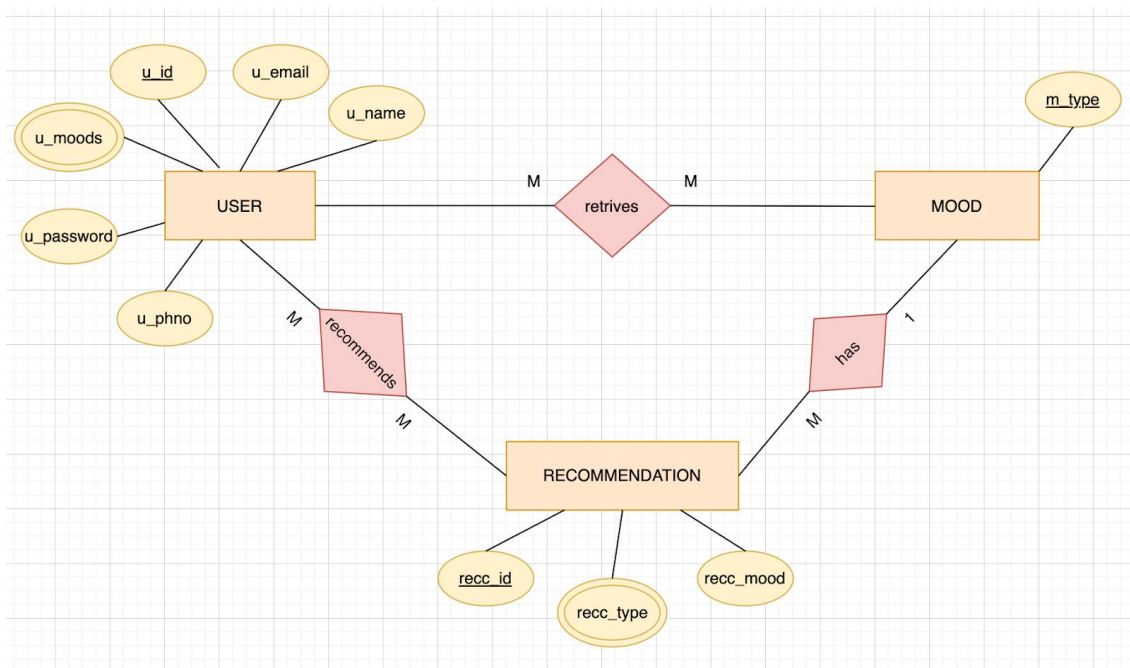 u_id
u_email
m_type
u_name
u_moods
M
M
USER
retrives
MOOD
u_password
u_phno
M
1
recommends
has
M
M
RECOMMENDATION
recc_id
recc_mood
recc_type